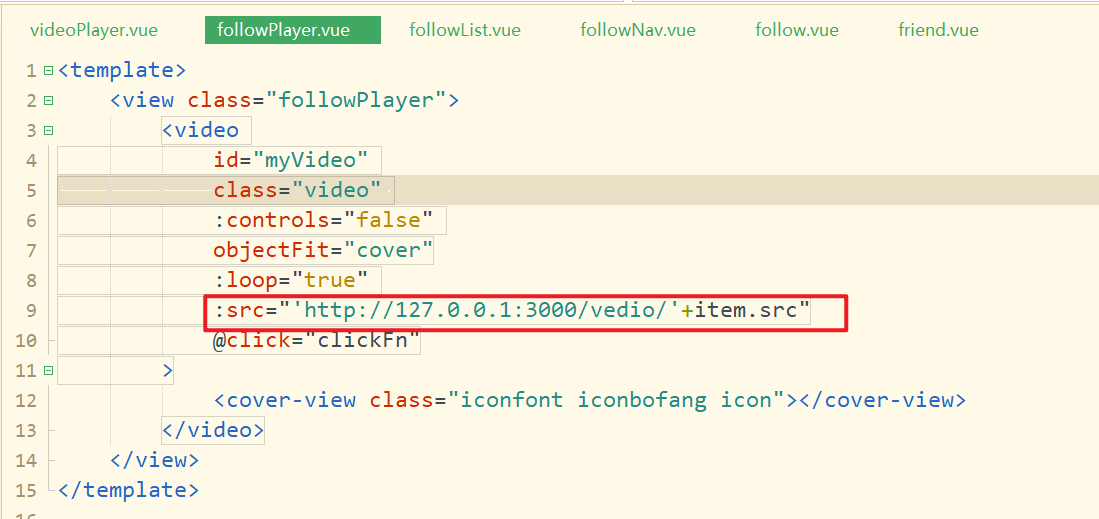 videoPlayer.vue followPlayer.vue followList.vue followNav.vue follow.vue friend.vue
1 <template>
2 <view class="followPlayer">
3 <video
4 id="myVideo"
5 class="video"
6 :controls="false"
7 objectFit="cover"
8 :loop="true"
9 :src="'http://127.0.0.1:3000/vedio/'+item.src"
10 @click="clickFn"
11 >
12 <cover-view class="iconfont iconbofang icon"></cover-view>
13 </video>
14 </view>
15 </template>
16